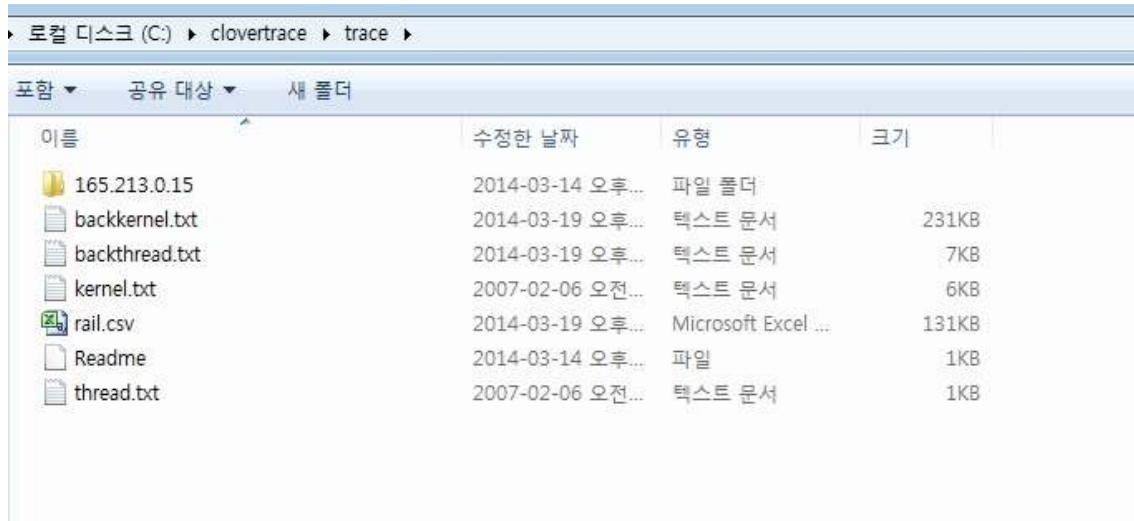 로컬 디스크 (C:) clovertrace trace
포함 공유 대상 새 폴더
이름 수정한 날짜 유형 크기
165.213.0.15 2014-03-14 오후... 파일 폴더
backkernel.txt 2014-03-19 오후... 텍스트 문서 231KB
backthread.txt 2014-03-19 오후... 텍스트 문서 7KB
kernel.txt 2007-02-06 오전... 텍스트 문서 6KB
rail.csv 2014-03-19 오후... Microsoft Excel ... 131KB
Readme 2014-03-14 오후... 파일 1KB
thread.txt 2007-02-06 오전... 텍스트 문서 1KB